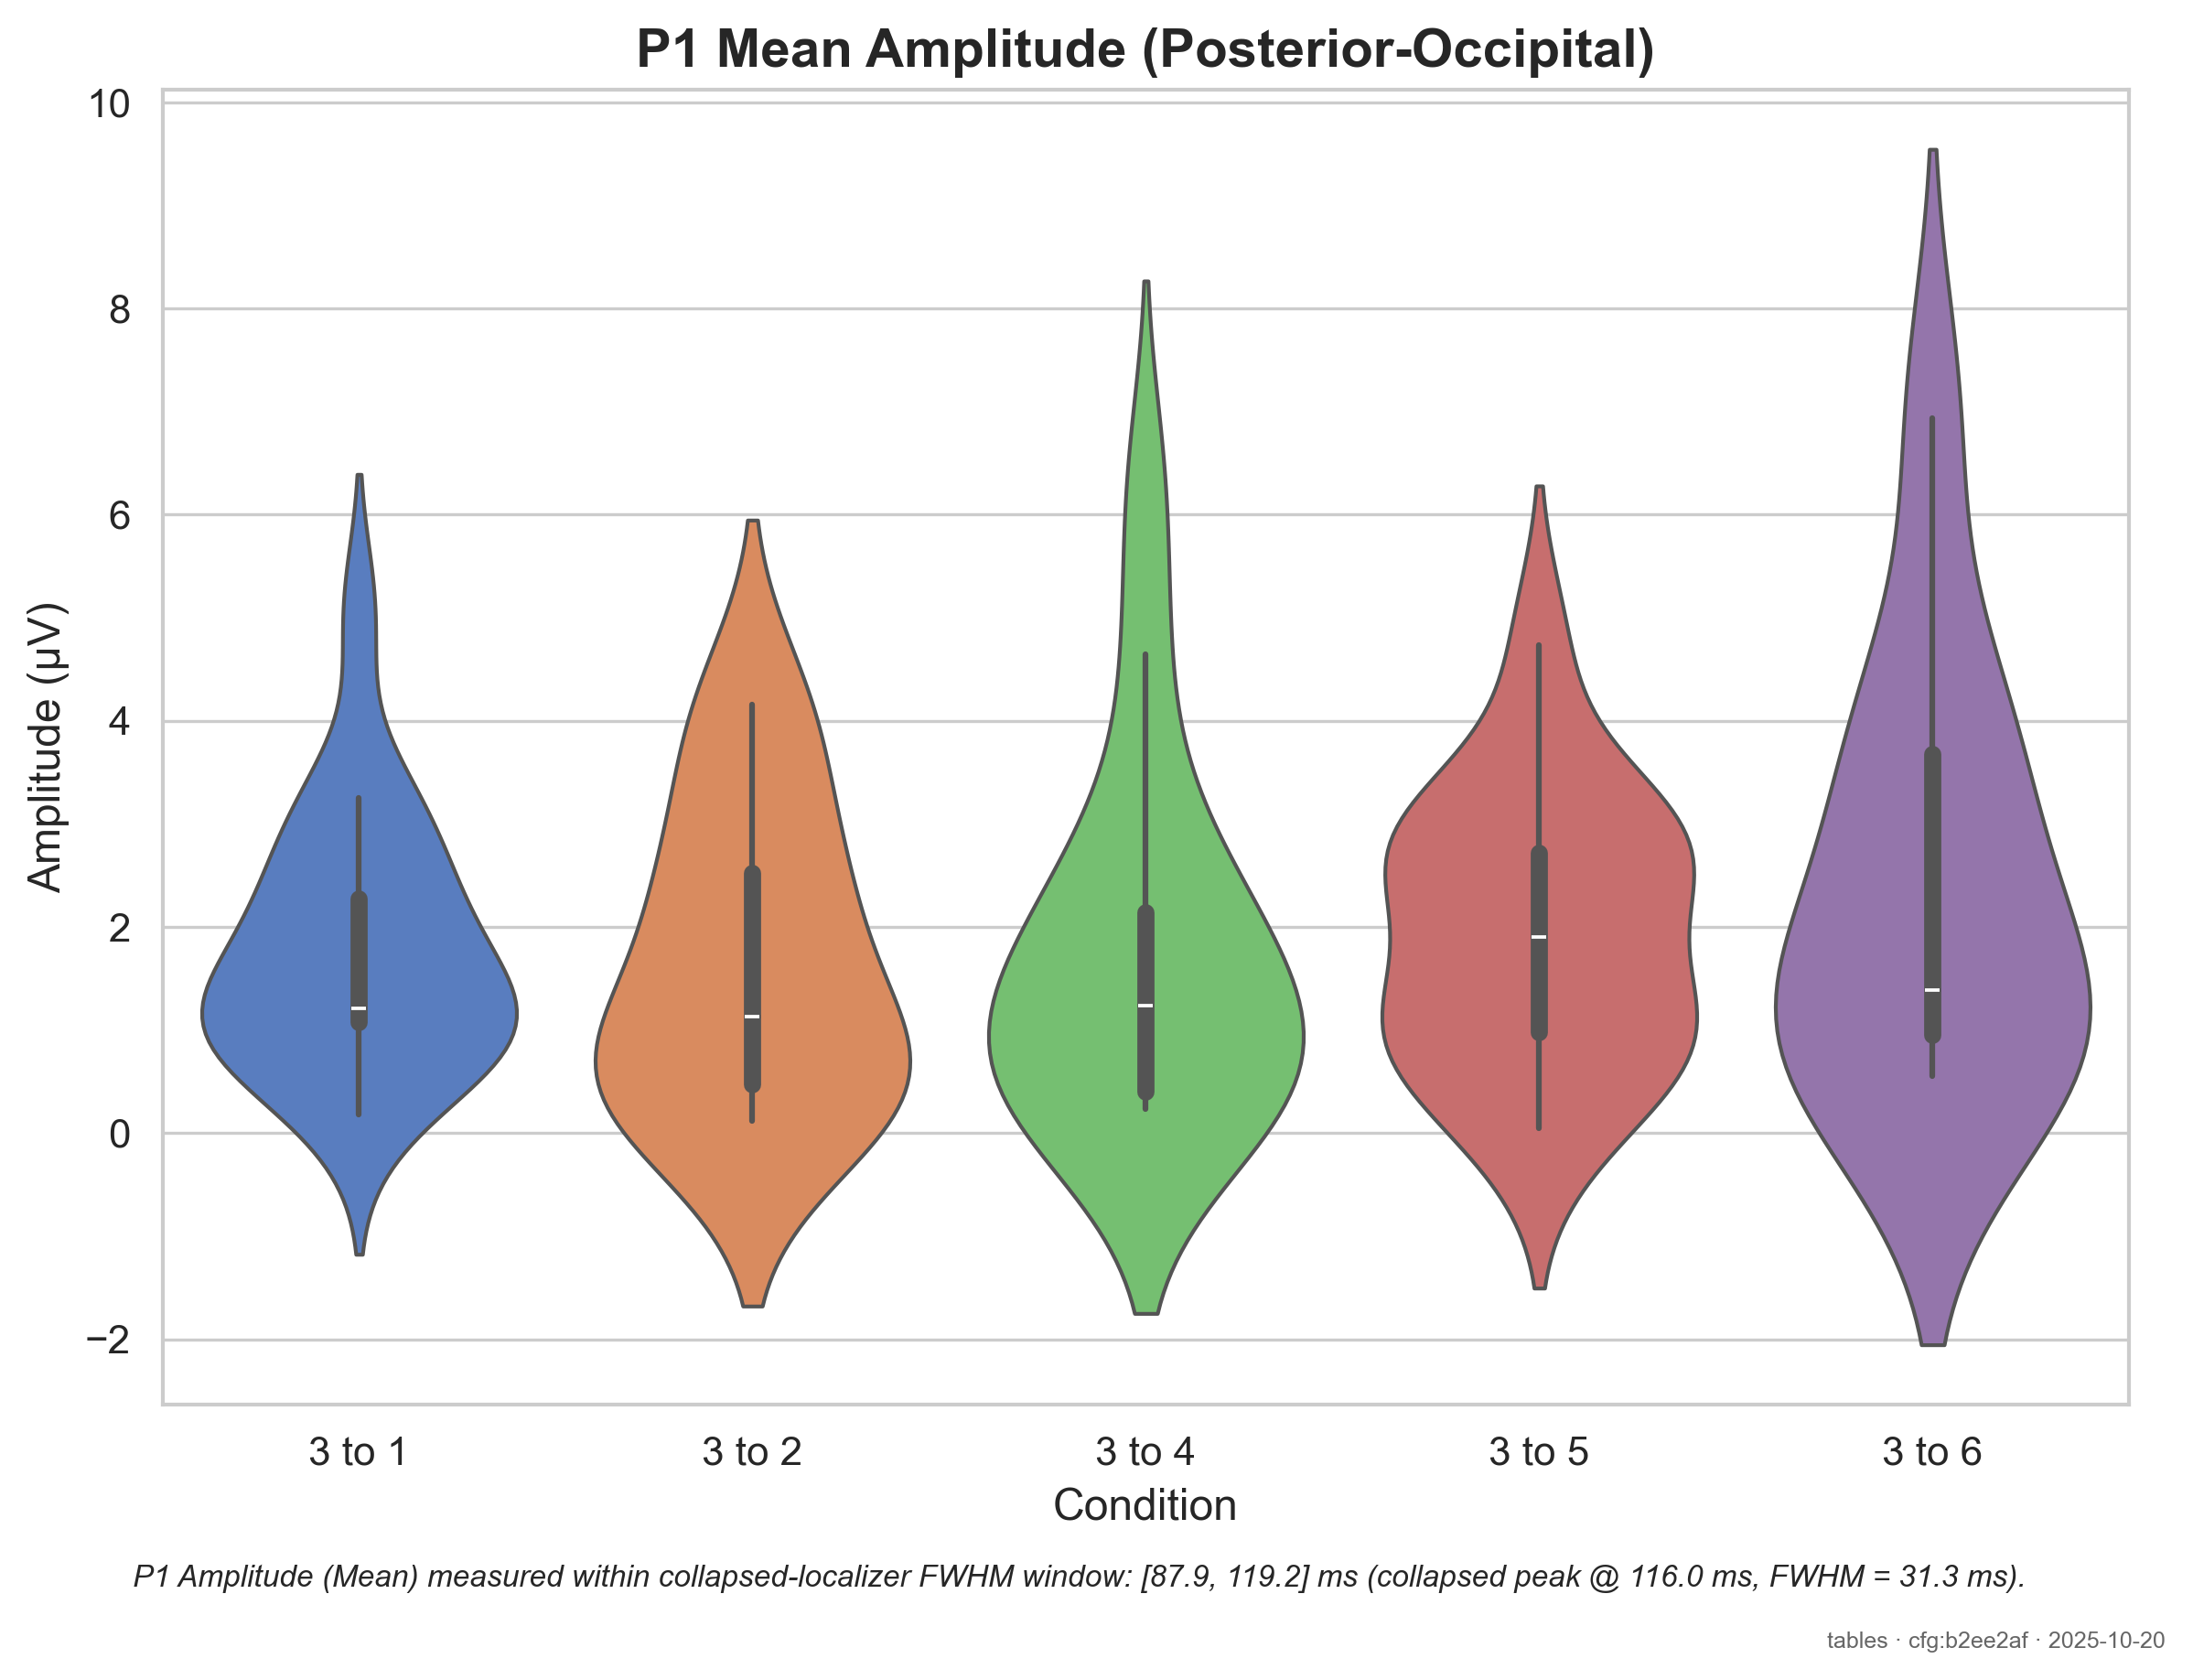 P1 Mean Amplitude (Posterior-Occipital)
10
8
6
4
2
0
−2
Amplitude (µV)
3 to 1
3 to 2
3 to 4
3 to 5
3 to 6
Condition
P1 Amplitude (Mean) measured within collapsed-localizer FWHM window: [87.9, 119.2] ms (collapsed peak @ 116.0 ms, FWHM = 31.3 ms).
tables · cfg:b2ee2af · 2025-10-20